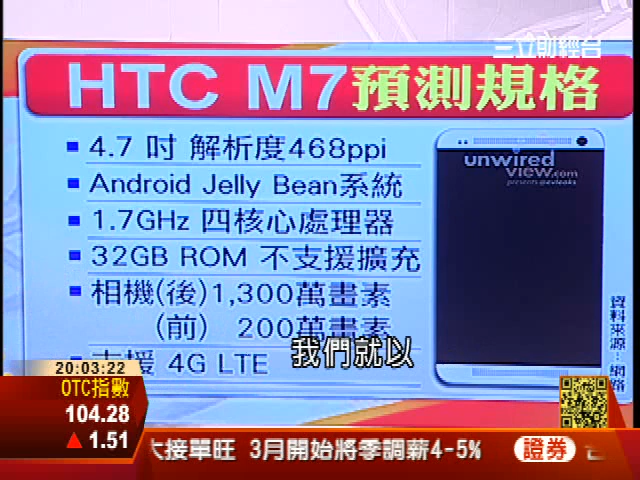 三立財經台
HTC M7預測規格
4.7 吋 解析度468ppi
Android Jelly Bean系統
1.7GHz 四核心處理器
32GB ROM 不支援擴充
相機(後)1,300萬畫素
(前) 200萬畫素
支援 4G LTE
unwired
view.com
presents @evleaks
資料來源：網路
我們就以
20:03:22
OTC指數
104.28
▲ 1.51
大接單旺 3月開始將季調薪4-5%
證券